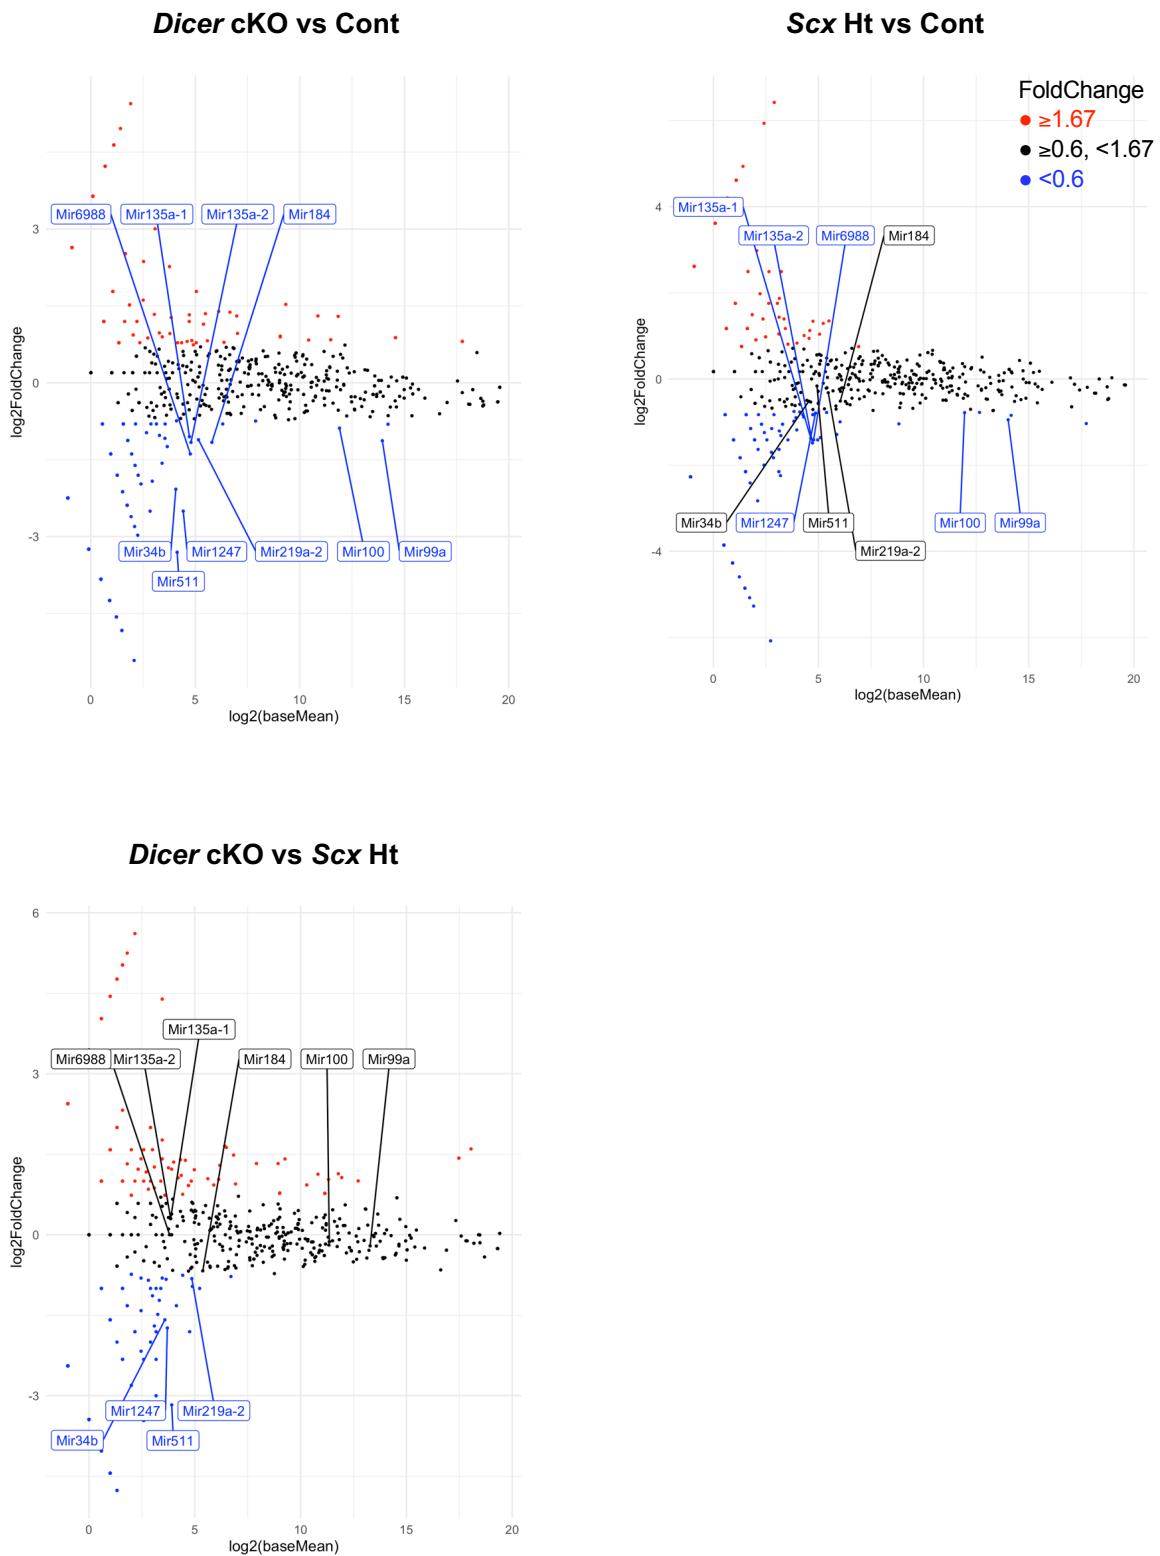 Dicer cKO vs Cont
3
0
-3
log2FoldChange
Mir6988
Mir135a-1
Mir135a-2
Mir184
Mir34b
Mir1247
Mir219a-2
Mir100
Mir99a
Mir511
0
5
10
15
20
log2(baseMean)
Scx Ht vs Cont
FoldChange
≥1.67
≥0.6, <1.67
<0.6
4
0
-4
log2FoldChange
Mir135a-1
Mir135a-2
Mir6988
Mir184
Mir34b
Mir1247
Mir511
Mir100
Mir99a
Mir219a-2
0
5
10
15
20
log2(baseMean)
Dicer cKO vs Scx Ht
6
3
0
-3
log2FoldChange
Mir135a-1
Mir6988
Mir135a-2
Mir184
Mir100
Mir99a
Mir1247
Mir219a-2
Mir34b
Mir511
0
5
10
15
20
log2(baseMean)